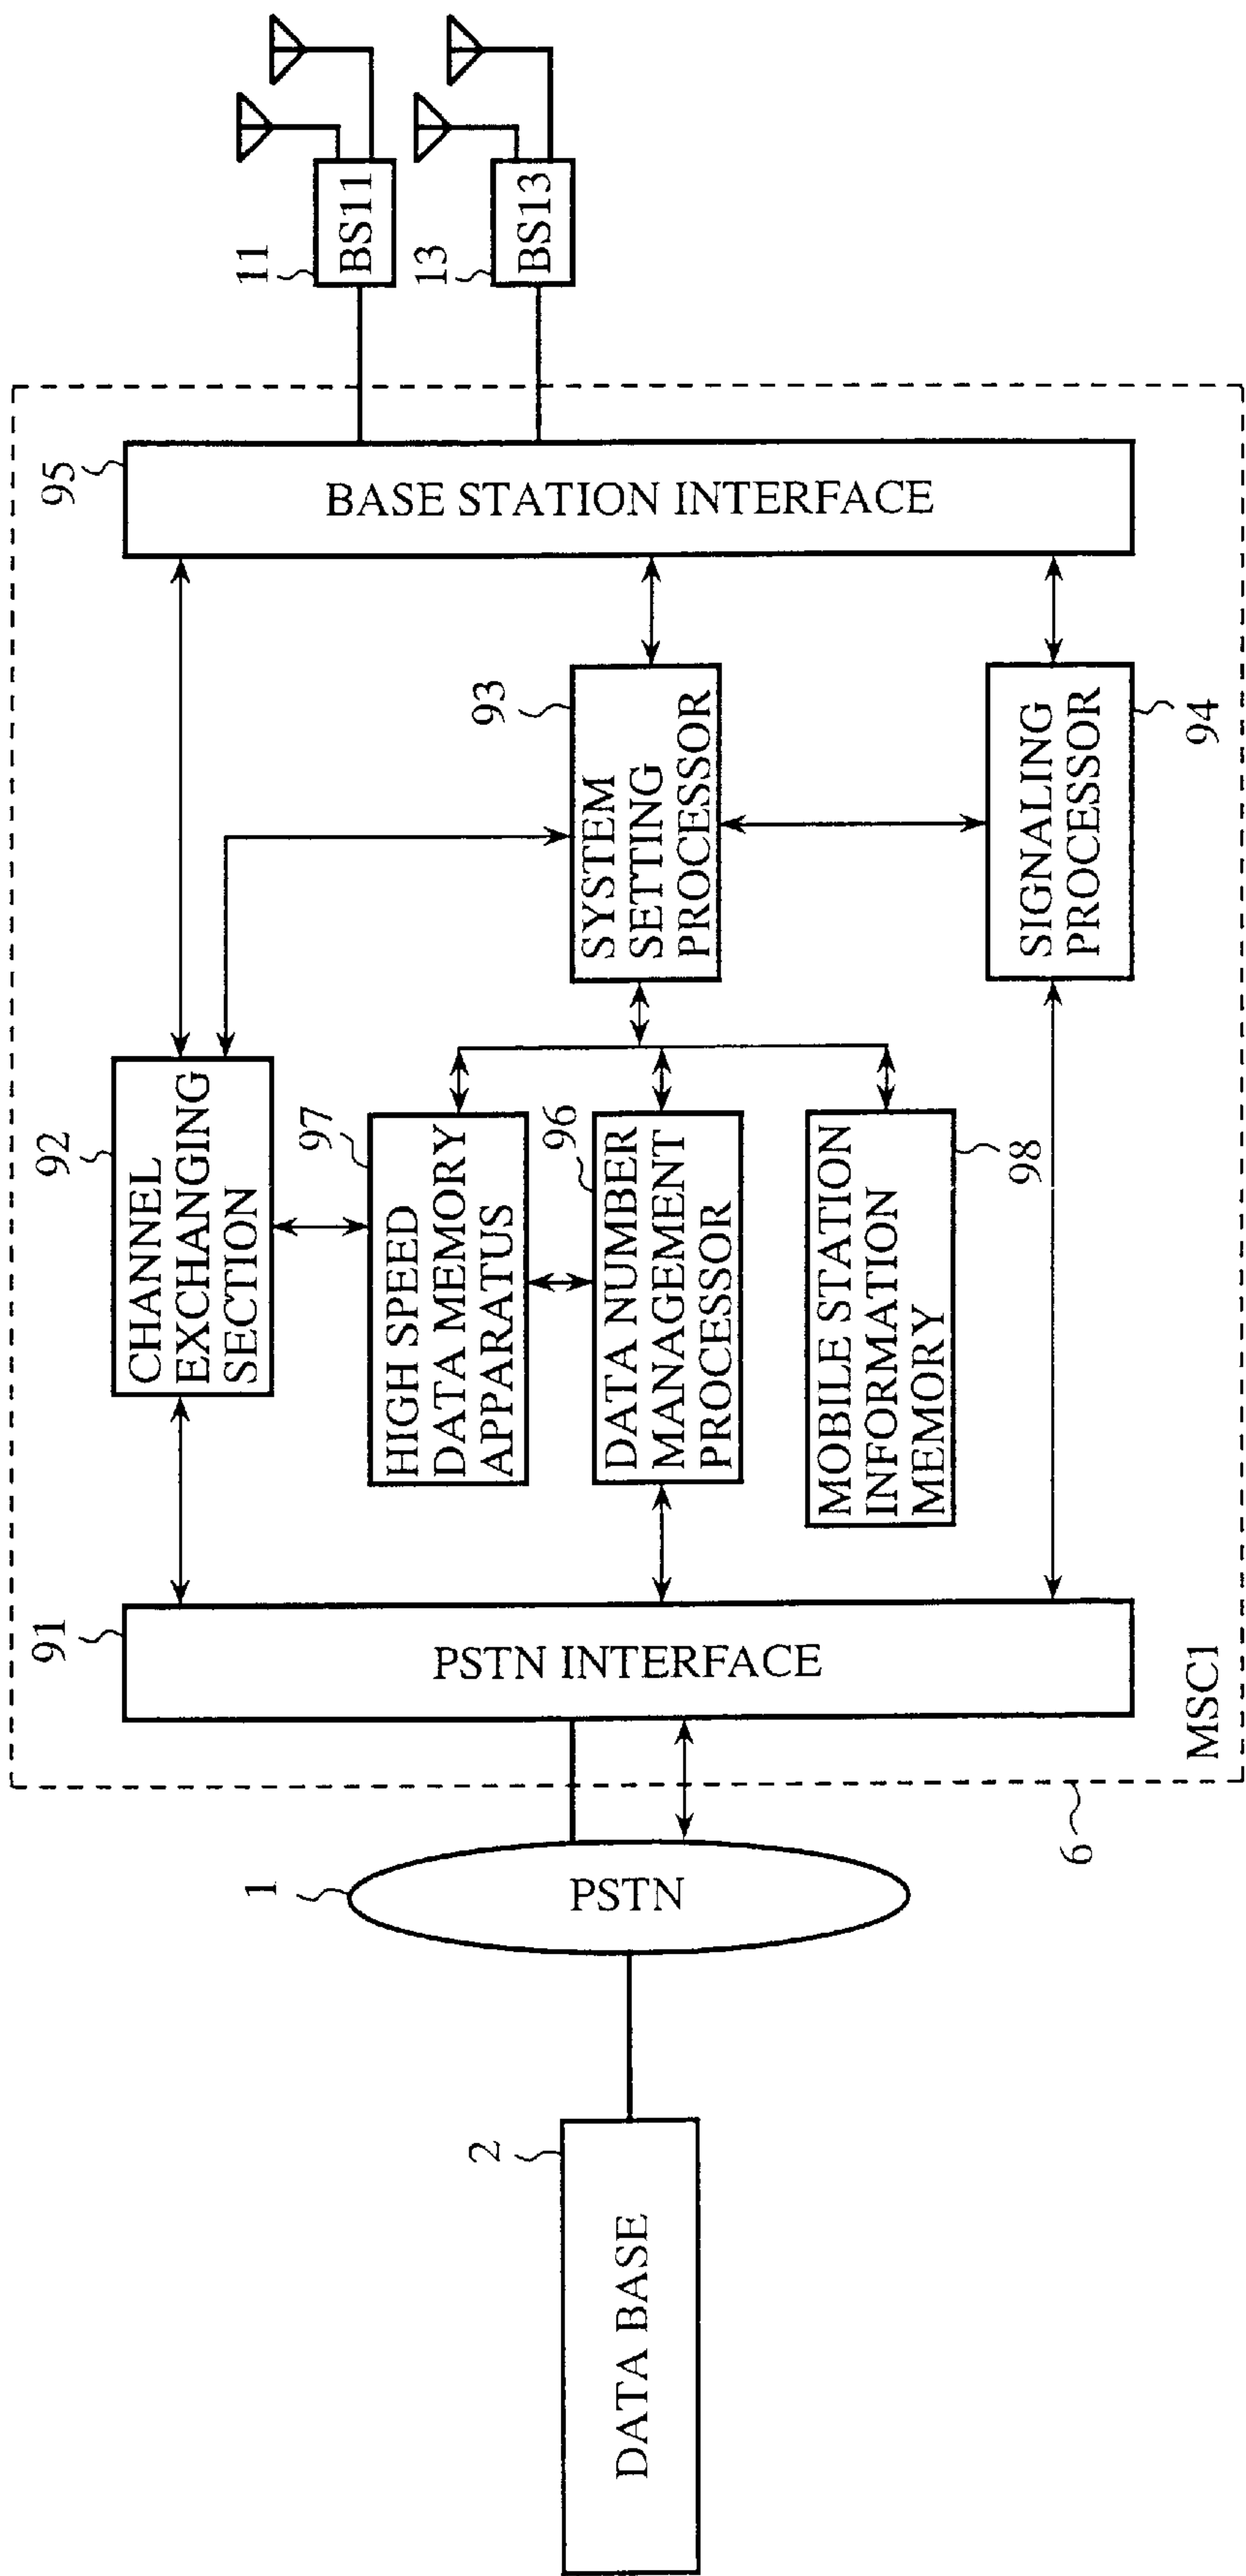 2
DATA BASE
1
PSTN
6
MSC1
91
PSTN INTERFACE
92
CHANNEL
EXCHANGING
SECTION
97
HIGH SPEED
DATA MEMORY
APPARATUS
96
DATA NUMBER
MANAGEMENT
PROCESSOR
MOBILE STATION
INFORMATION
MEMORY
98
93
SYSTEM
SETTING
PROCESSOR
SIGNALING
PROCESSOR
94
95
BASE STATION INTERFACE
11
BS11
13
BS13